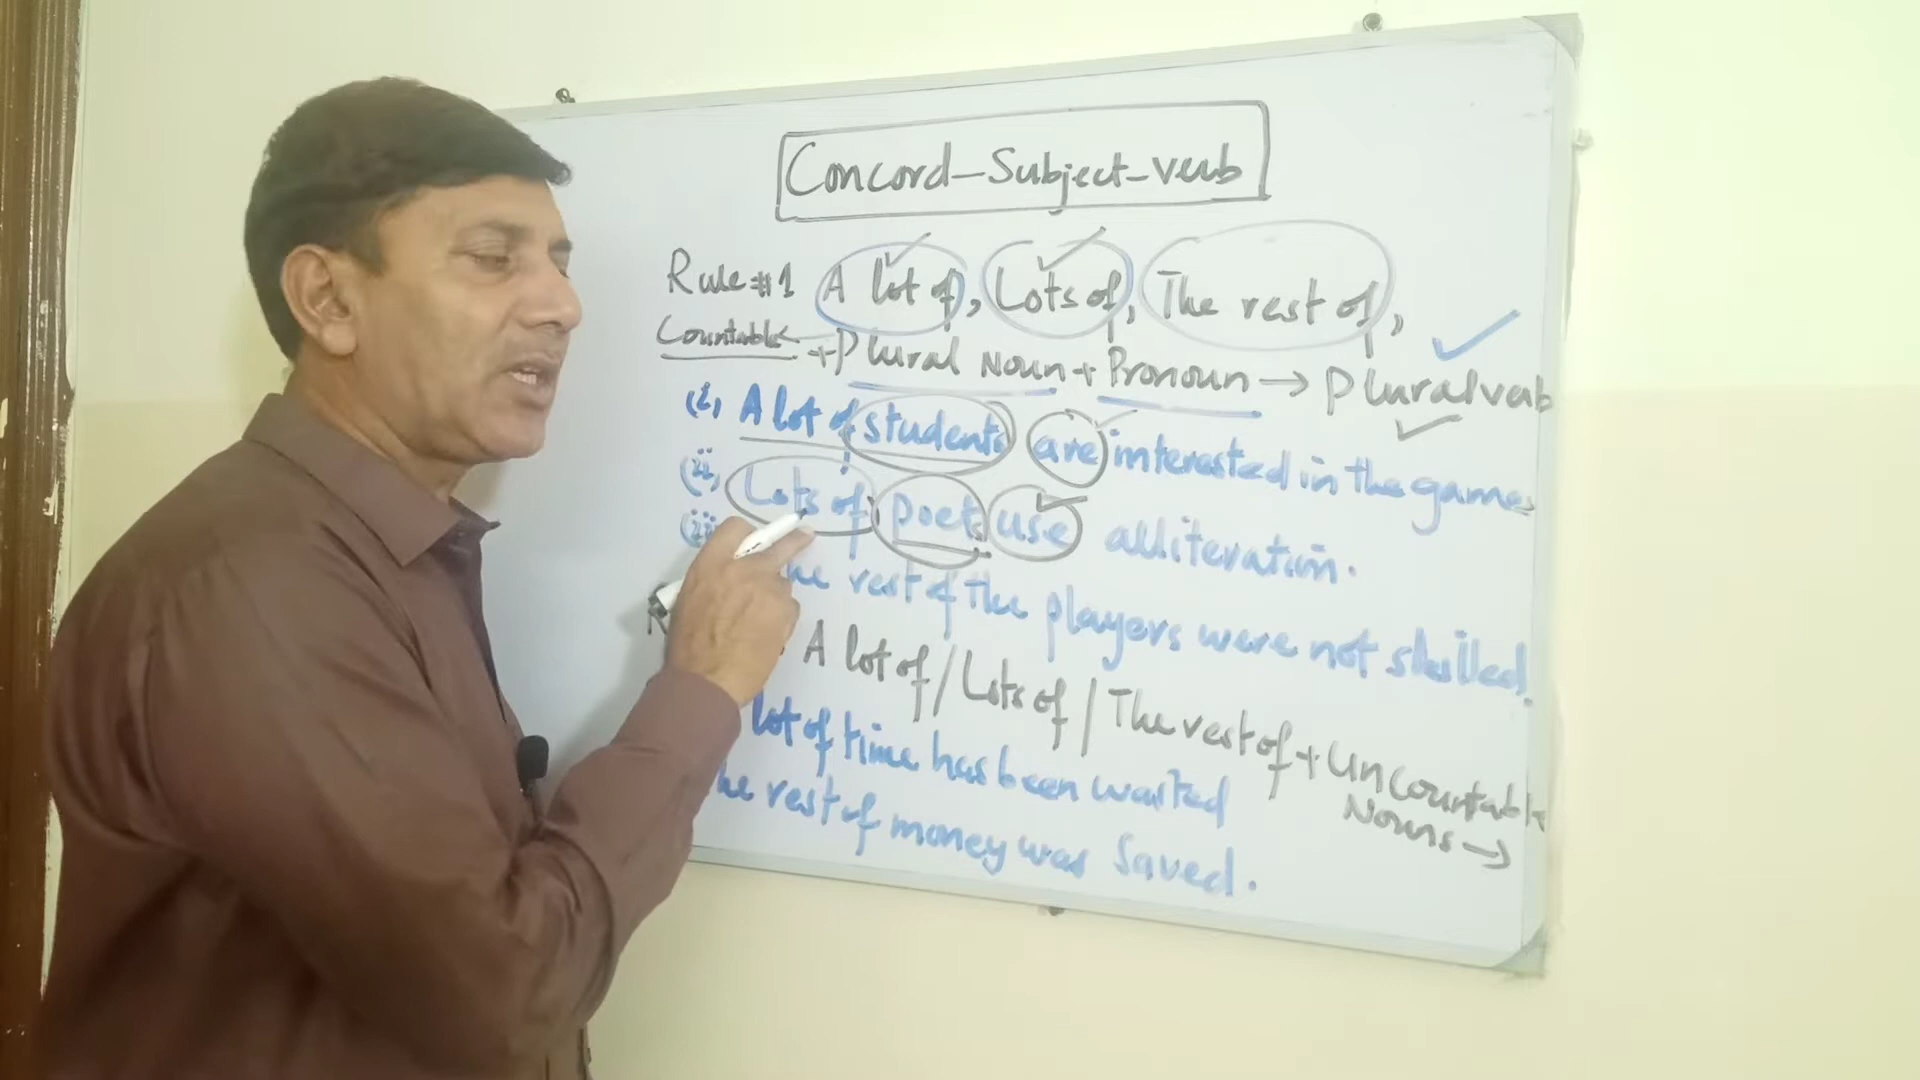 Concord-Subject-verb
Rule #1 A lot of, Lots of, The rest of,
Countable + Plural Noun + Pronoun → Plural verb
(i) A lot of students are interested in the game
(ii) Lots of poets use alliteration.
(iii) The rest of the players were not skilled.
A lot of / Lots of / The rest of + Uncountable
Nouns →
lot of time has been wasted
The rest of money was saved.